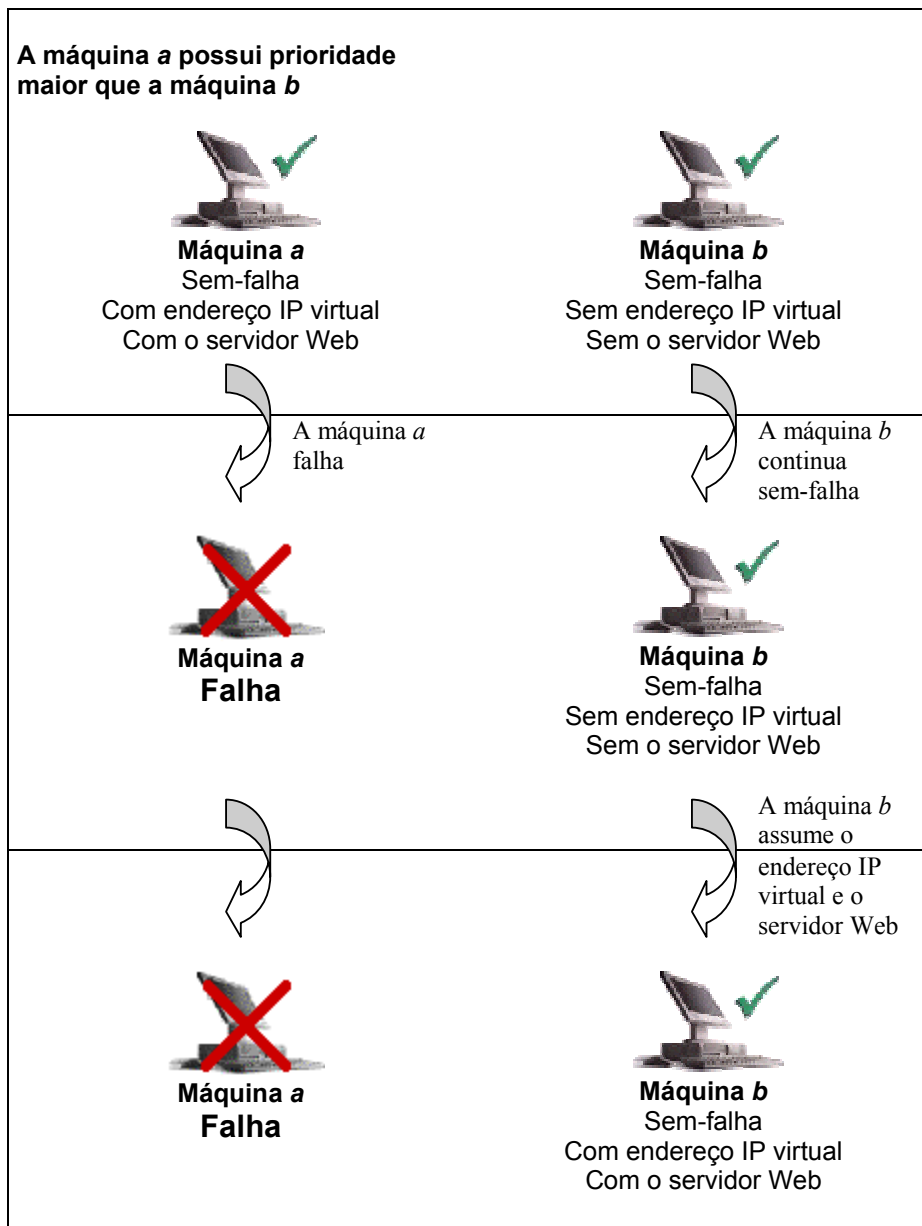 A máquina a possui prioridade
maior que a máquina b
Máquina a
Sem-falha
Com endereço IP virtual
Com o servidor Web
Máquina b
Sem-falha
Sem endereço IP virtual
Sem o servidor Web
A máquina a
falha
A máquina b
continua
sem-falha
Máquina a
Falha
Máquina b
Sem-falha
Sem endereço IP virtual
Sem o servidor Web
A máquina b
assume o
endereço IP
virtual e o
servidor Web
Máquina a
Falha
Máquina b
Sem-falha
Com endereço IP virtual
Com o servidor Web